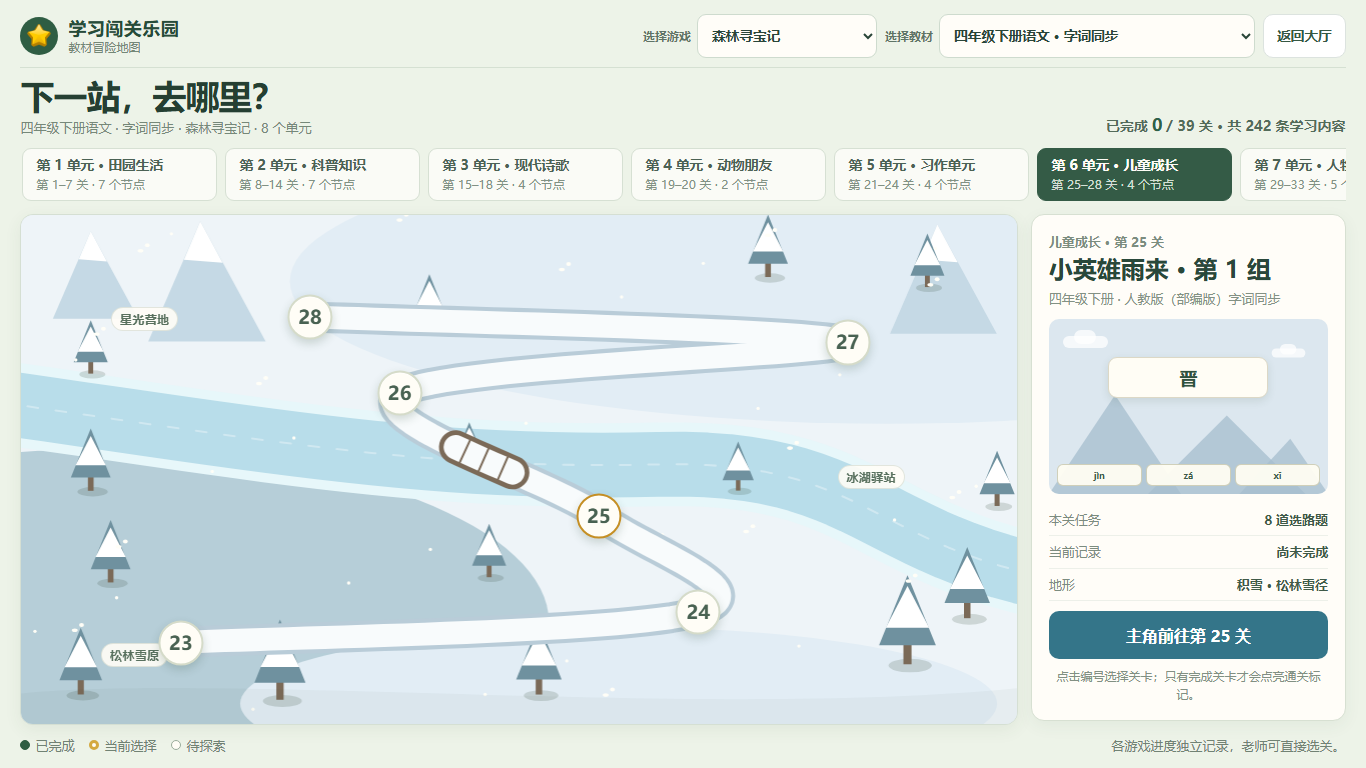 学习闯关乐园
教材冒险地图
选择游戏
森林寻宝记
选择教材
四年级下册语文 • 字词同步
返回大厅
下一站，去哪里？
四年级下册语文 · 字词同步 · 森林寻宝记 · 8 个单元
已完成 0 / 39 关 • 共 242 条学习内容
第 1 单元 • 田园生活
第 1–7 关 · 7 个节点
第 2 单元 • 科普知识
第 8–14 关 · 7 个节点
第 3 单元 • 现代诗歌
第 15–18 关 · 4 个节点
第 4 单元 • 动物朋友
第 19–20 关 · 2 个节点
第 5 单元 • 习作单元
第 21–24 关 · 4 个节点
第 6 单元 • 儿童成长
第 25–28 关 · 4 个节点
第 7 单元 • 人
第 29–33 关 · 5
星光营地
28
27
26
冰湖驿站
25
24
23
松林雪原
儿童成长 • 第 25 关
小英雄雨来 • 第 1 组
四年级下册 · 人教版（部编版）字词同步
晋
jìn
zá
xī
本关任务
8 道选路题
当前记录
尚未完成
地形
积雪 • 松林雪径
主角前往第 25 关
点击编号选择关卡；只有完成关卡才会点亮通关标
记。
已完成
当前选择
待探索
各游戏进度独立记录，老师可直接选关。